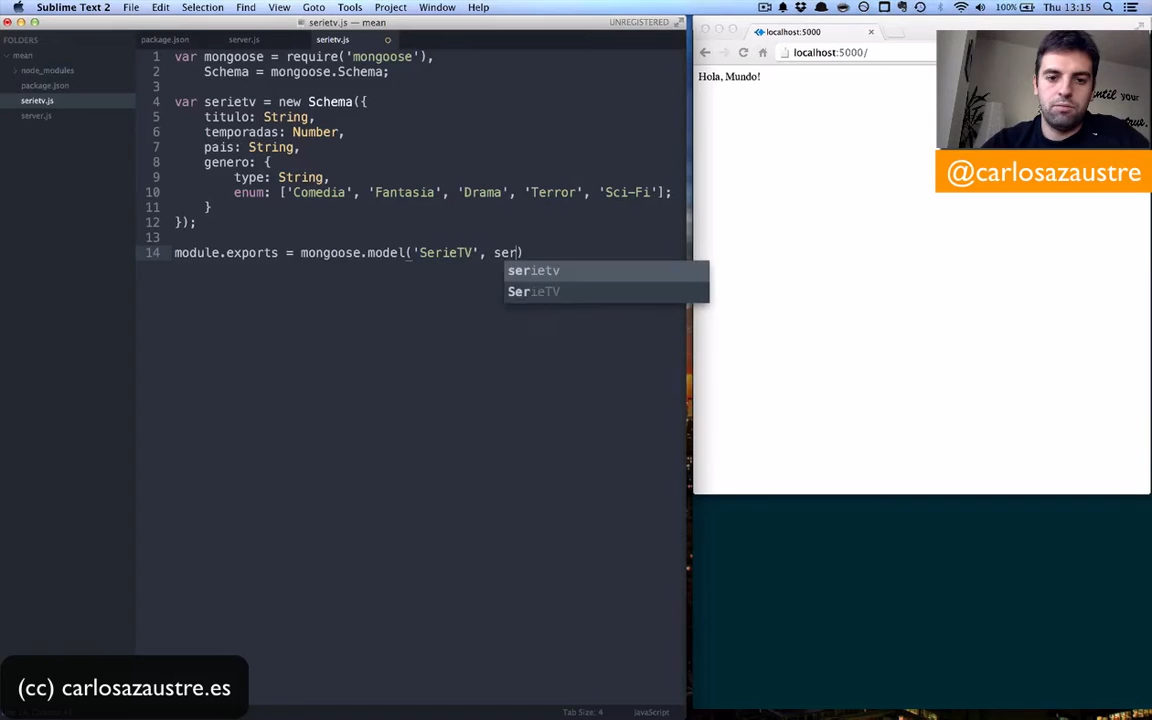 Sublime Text 2 File Edit Selection Find View Goto Tools Project Window Help
100% Thu 13:15
serietv.js — mean UNREGISTERED
FOLDERS
mean
node_modules
package.json
serietv.js
server.js
package.json server.js serietv.js
1 var mongoose = require('mongoose'),
2 Schema = mongoose.Schema;
3
4 var serietv = new Schema({
5 titulo: String,
6 temporadas: Number,
7 pais: String,
8 genero: {
9 type: String,
10 enum: ['Comedia', 'Fantasia', 'Drama', 'Terror', 'Sci-Fi'];
11 }
12 });
13
14 module.exports = mongoose.model('SerieTV', ser)
serietv
SerieTV
Tab Size: 4 JavaScript
localhost:5000
localhost:5000/
Hola, Mundo!
until your
true.
@carlosazaustre
(cc) carlosazaustre.es